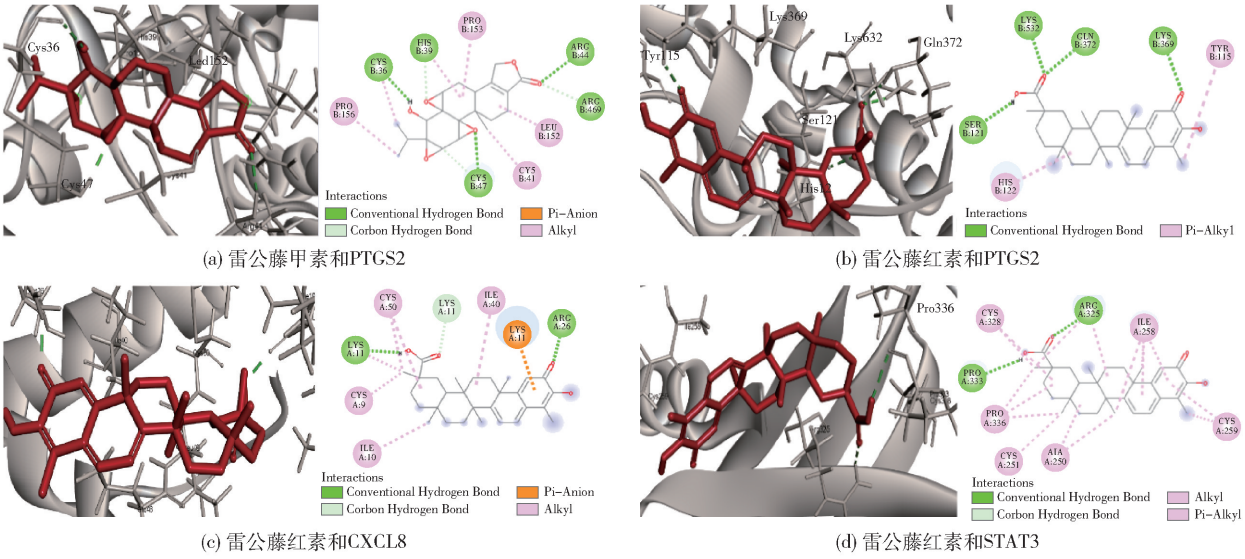 Cys36
His39
Led152
Cys47
Cys41
PRO
B:153
HIS
B:39
ARG
B:44
CYS
B:36
ARG
B:469
PRO
B:156
LEU
B:152
CY5
B:47
CY5
B:41
Interactions
Conventional Hydrogen Bond
Pi-Anion
Corbon Hydrogen Bond
Alkyl
(a) 雷公藤甲素和PTGS2
Lys369
Lys632
Gln372
Tyr115
Ser121
His12
LYS
B:532
GLN
B:372
LYS
B:369
TYR
B:115
SER
B:121
HIS
B:122
Interactions
Conventional Hydrogen Bond
Pi-Alky1
(b) 雷公藤红素和PTGS2
CYS
A:50
LYS
A:11
ILE
A:40
LYS
A:11
ARG
A:26
LYS
A:11
CYS
A:9
ILE
A:10
Interactions
Conventional Hydrogen Bond
Pi-Anion
Corbon Hydrogen Bond
Alkyl
(c) 雷公藤红素和CXCL8
Pro336
CYS
A:328
ARG
A:325
ILE
A:258
PRO
A:333
PRO
A:336
CYS
A:259
CYS
A:251
AIA
A:250
Interactions
Conventional Hydrogen Bond
Alkyl
Corbon Hydrogen Bond
Pi-Alkyl
(d) 雷公藤红素和STAT3